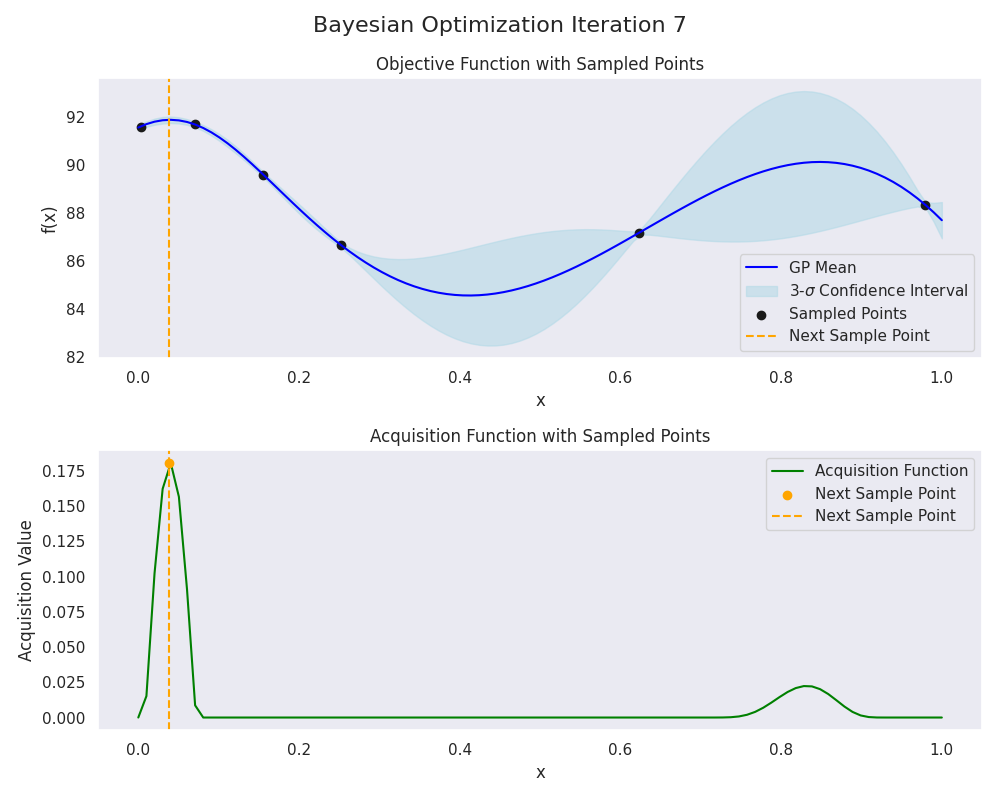 Bayesian Optimization Iteration 7
Objective Function with Sampled Points
92
90
88
86
84
82
f(x)
GP Mean
3-σ Confidence Interval
Sampled Points
Next Sample Point
0.0 0.2 0.4 0.6 0.8 1.0
x
Acquisition Function with Sampled Points
0.175
0.150
0.125
0.100
0.075
0.050
0.025
0.000
Acquisition Value
Acquisition Function
Next Sample Point
Next Sample Point
0.0 0.2 0.4 0.6 0.8 1.0
x